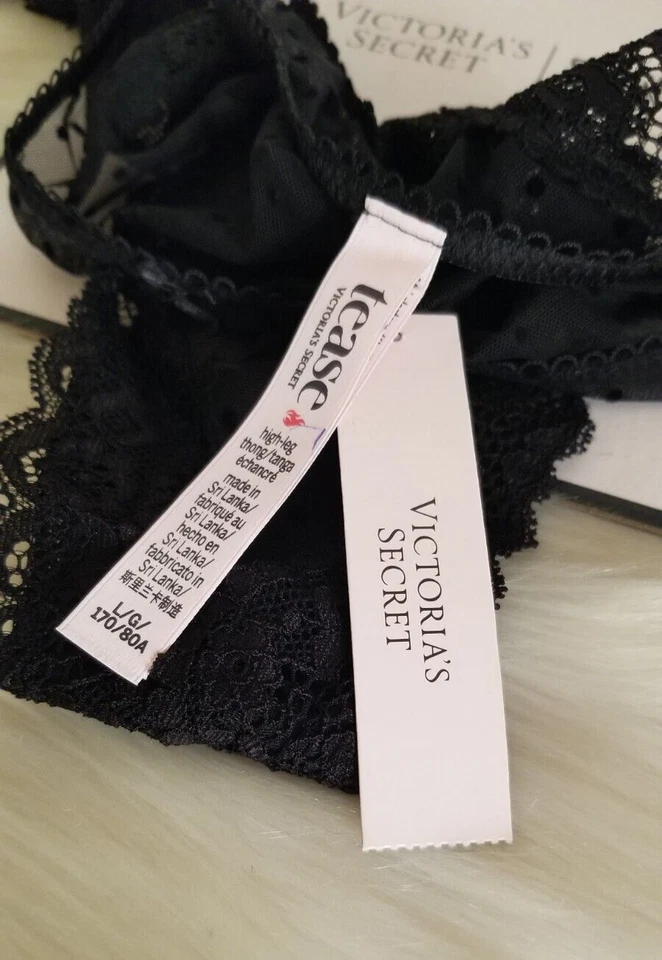 VICTORIA'S
SECRET
tease
VICTORIA'S SECRET
high-leg
thong/tanga
échancré
made in
Sri Lanka/
fabriqué au
Sri Lanka/
hecho en
Sri Lanka/
fabbricato in
Sri Lanka/
斯里兰卡制造
L/G/
170/80A
VICTORIA'S
SECRET